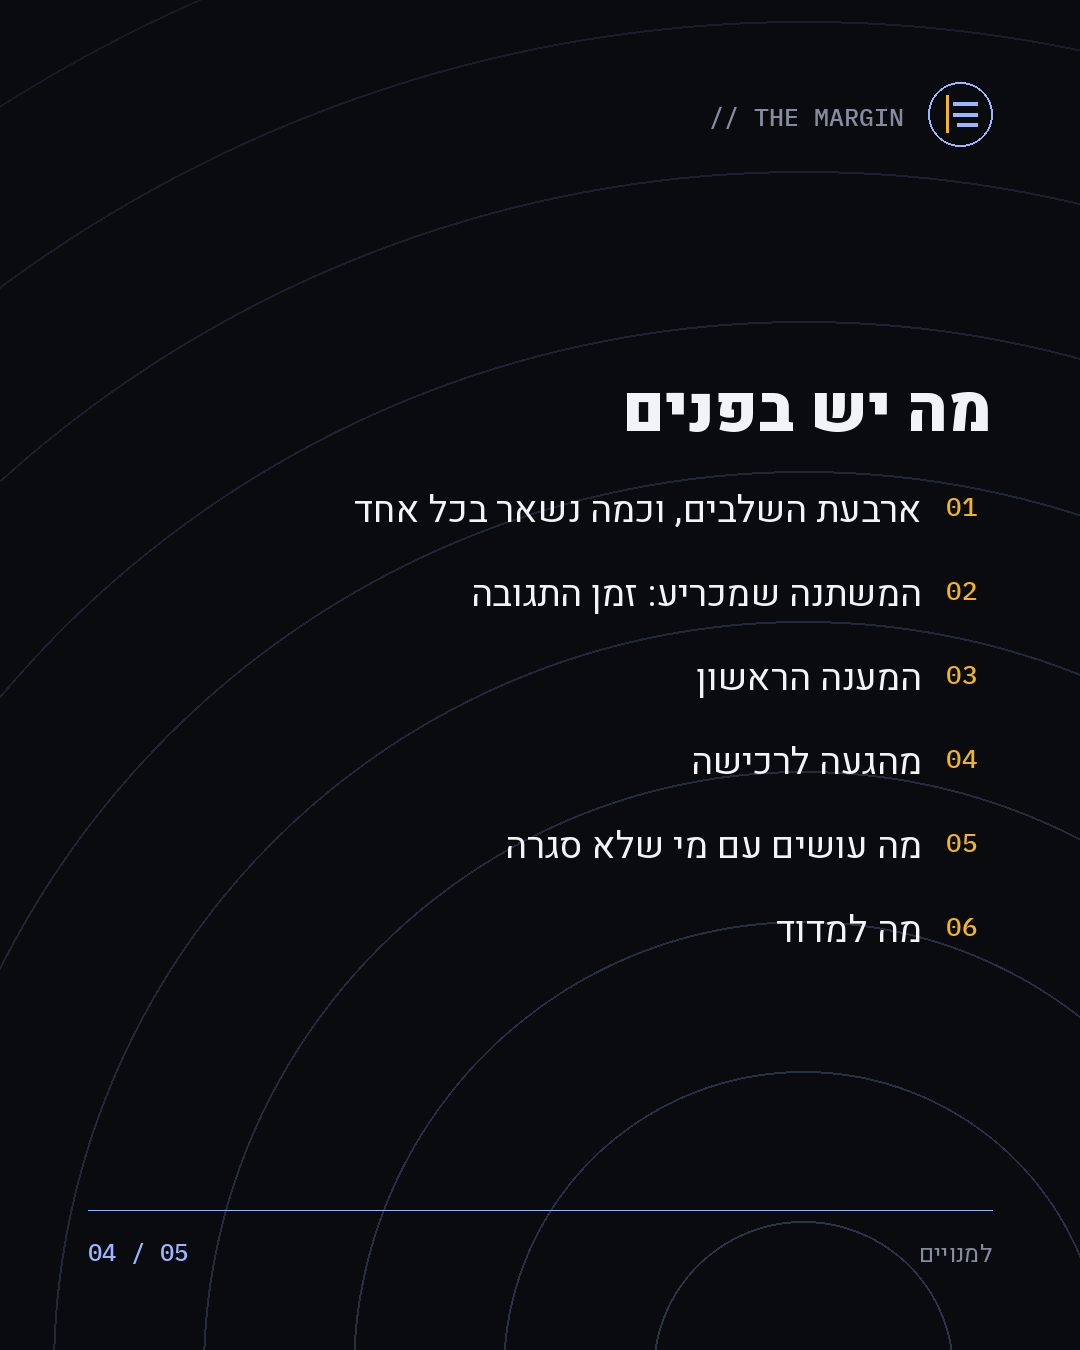 // THE MARGIN
מה יש בפנים
01 ארבעת השלבים, וכמה נשאר בכל אחד
02 המשתנה שמכריע: זמן התגובה
03 המענה הראשון
04 מהגעה לרכישה
05 מה עושים עם מי שלא סגרה
06 מה למדוד
למנויים
04 / 05